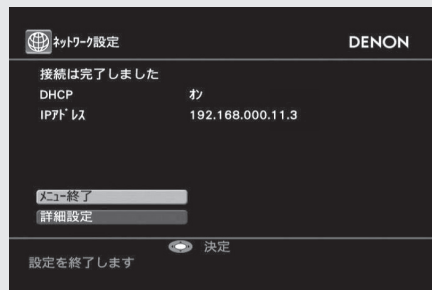 ネットワーク設定 DENON
接続は完了しました
DHCP オン
IPアドレス 192.168.000.11.3
メニュー終了
詳細設定
決定
設定を終了します